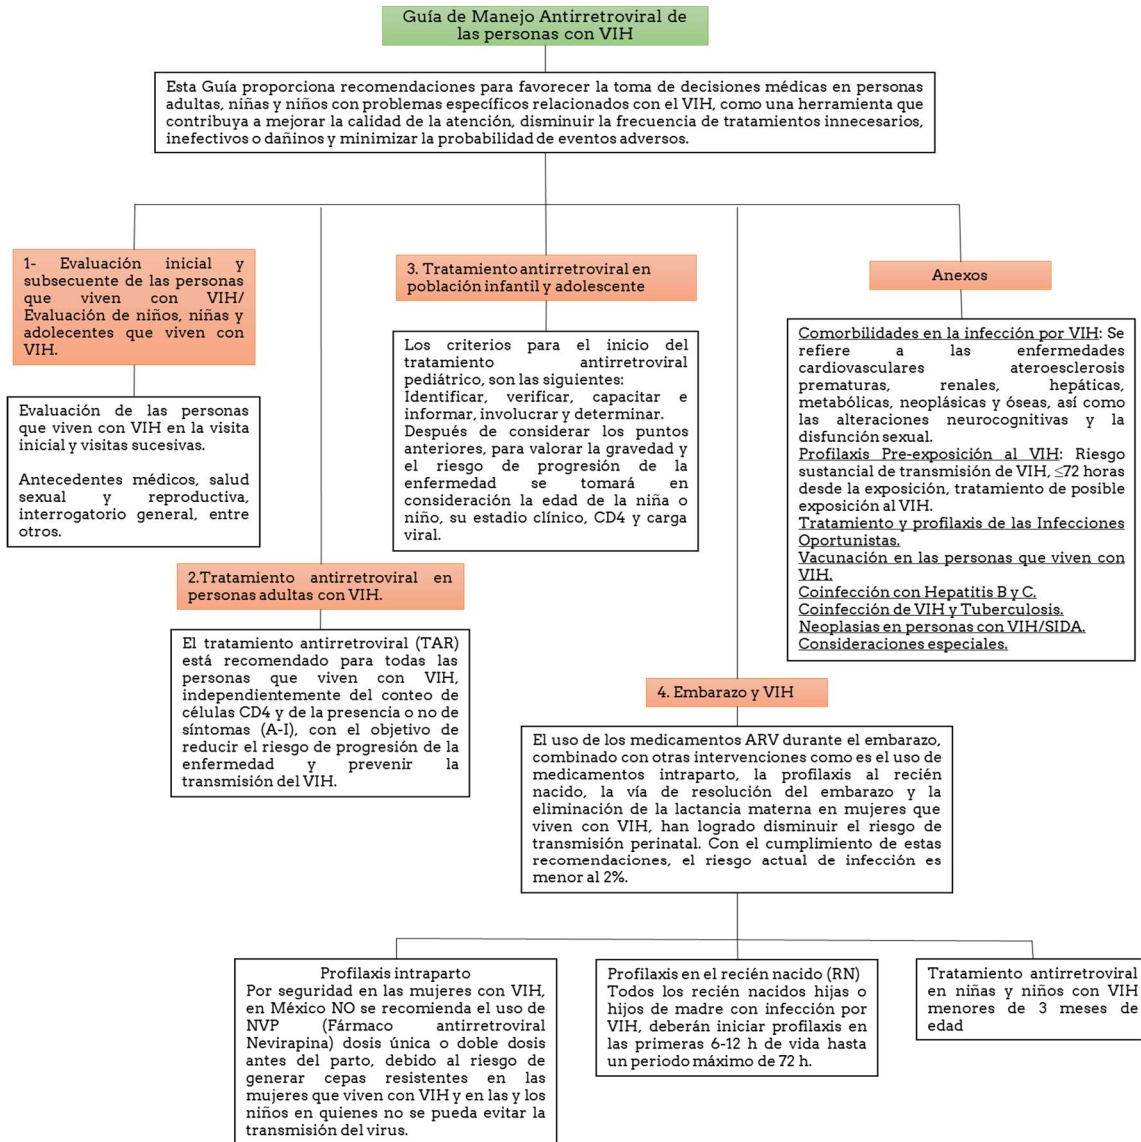 Guía de Manejo Antirretroviral de
las personas con VIH
Esta Guía proporciona recomendaciones para favorecer la toma de decisiones médicas en personas
adultas, niñas y niños con problemas específicos relacionados con el VIH, como una herramienta que
contribuya a mejorar la calidad de la atención, disminuir la frecuencia de tratamientos innecesarios,
inefectivos o dañinos y minimizar la probabilidad de eventos adversos.
1- Evaluación inicial y
subsecuente de las personas
que viven con VIH/
Evaluación de niños, niñas y
adolecentes que viven con
VIH.
Evaluación de las personas
que viven con VIH en la visita
inicial y visitas sucesivas.
Antecedentes médicos, salud
sexual y reproductiva,
interrogatorio general, entre
otros.
2.Tratamiento antirretroviral en
personas adultas con VIH.
El tratamiento antirretroviral (TAR)
está recomendado para todas las
personas que viven con VIH,
independientemente del conteo de
células CD4 y de la presencia o no de
síntomas (A-I), con el objetivo de
reducir el riesgo de progresión de la
enfermedad y prevenir la
transmisión del VIH.
3. Tratamiento antirretroviral en
población infantil y adolescente
Los criterios para el inicio del
tratamiento antirretroviral
pediátrico, son las siguientes:
Identificar, verificar, capacitar e
informar, involucrar y determinar.
Después de considerar los puntos
anteriores, para valorar la gravedad y
el riesgo de progresión de la
enfermedad se tomará en
consideración la edad de la niña o
niño, su estadio clínico, CD4 y carga
viral.
4. Embarazo y VIH
El uso de los medicamentos ARV durante el embarazo,
combinado con otras intervenciones como es el uso de
medicamentos intraparto, la profilaxis al recién
nacido, la vía de resolución del embarazo y la
eliminación de la lactancia materna en mujeres que
viven con VIH, han logrado disminuir el riesgo de
transmisión perinatal. Con el cumplimiento de estas
recomendaciones, el riesgo actual de infección es
menor al 2%.
Profilaxis intraparto
Por seguridad en las mujeres con VIH,
en México NO se recomienda el uso de
NVP (Fármaco antirretroviral
Nevirapina) dosis única o doble dosis
antes del parto, debido al riesgo de
generar cepas resistentes en las
mujeres que viven con VIH y en las y los
niños en quienes no se pueda evitar la
transmisión del virus.
Profilaxis en el recién nacido (RN)
Todos los recién nacidos hijas o
hijos de madre con infección por
VIH, deberán iniciar profilaxis en
las primeras 6-12 h de vida hasta
un periodo máximo de 72 h.
Tratamiento antirretroviral
en niñas y niños con VIH
menores de 3 meses de
edad
Anexos
Comorbilidades en la infección por VIH: Se
refiere a las enfermedades
cardiovasculares ateroesclerosis
prematuras, renales, hepáticas,
metabólicas, neoplásicas y óseas, así como
las alteraciones neurocognitivas y la
disfunción sexual.
Profilaxis Pre-exposición al VIH: Riesgo
sustancial de transmisión de VIH, ≤72 horas
desde la exposición, tratamiento de posible
exposición al VIH.
Tratamiento y profilaxis de las Infecciones
Oportunistas.
Vacunación en las personas que viven con
VIH.
Coinfección con Hepatitis B y C.
Coinfección de VIH y Tuberculosis.
Neoplasias en personas con VIH/SIDA.
Consideraciones especiales.